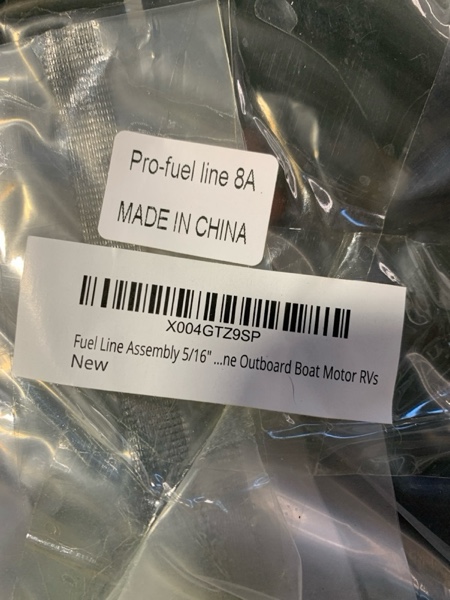 Pro-fuel line 8A
MADE IN CHINA
X004GTZ9SP
Fuel Line Assembly 5/16" ...ne Outboard Boat Motor RVs
New